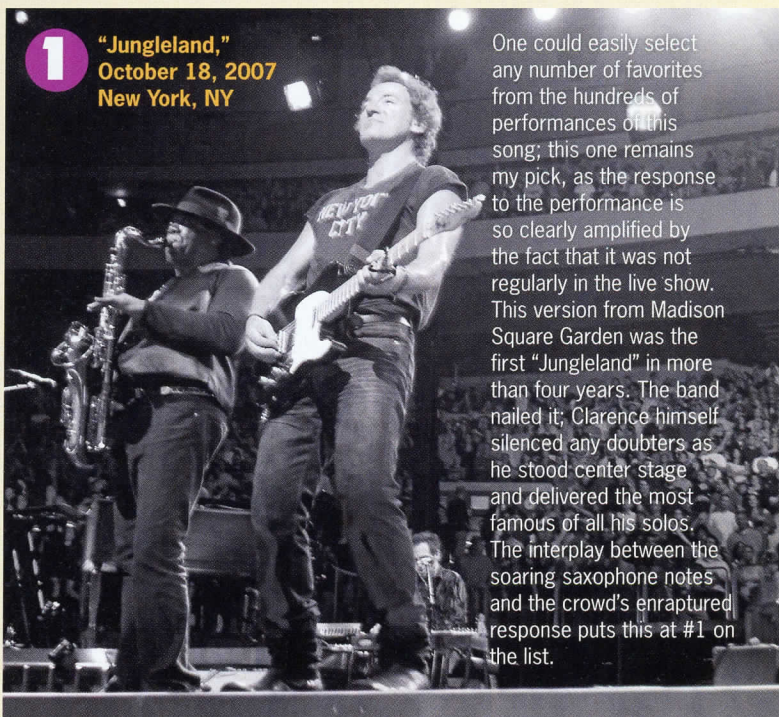 1
“Jungleland,”
October 18, 2007
New York, NY
One could easily select
any number of favorites
from the hundreds of
performances of this
song; this one remains
my pick, as the response
to the performance is
so clearly amplified by
the fact that it was not
regularly in the live show.
This version from Madison
Square Garden was the
first “Jungleland” in more
than four years. The band
nailed it; Clarence himself
silenced any doubters as
he stood center stage
and delivered the most
famous of all his solos.
The interplay between the
soaring saxophone notes
and the crowd’s enraptured
response puts this at #1 on
the list.
NEW YORK
CITY